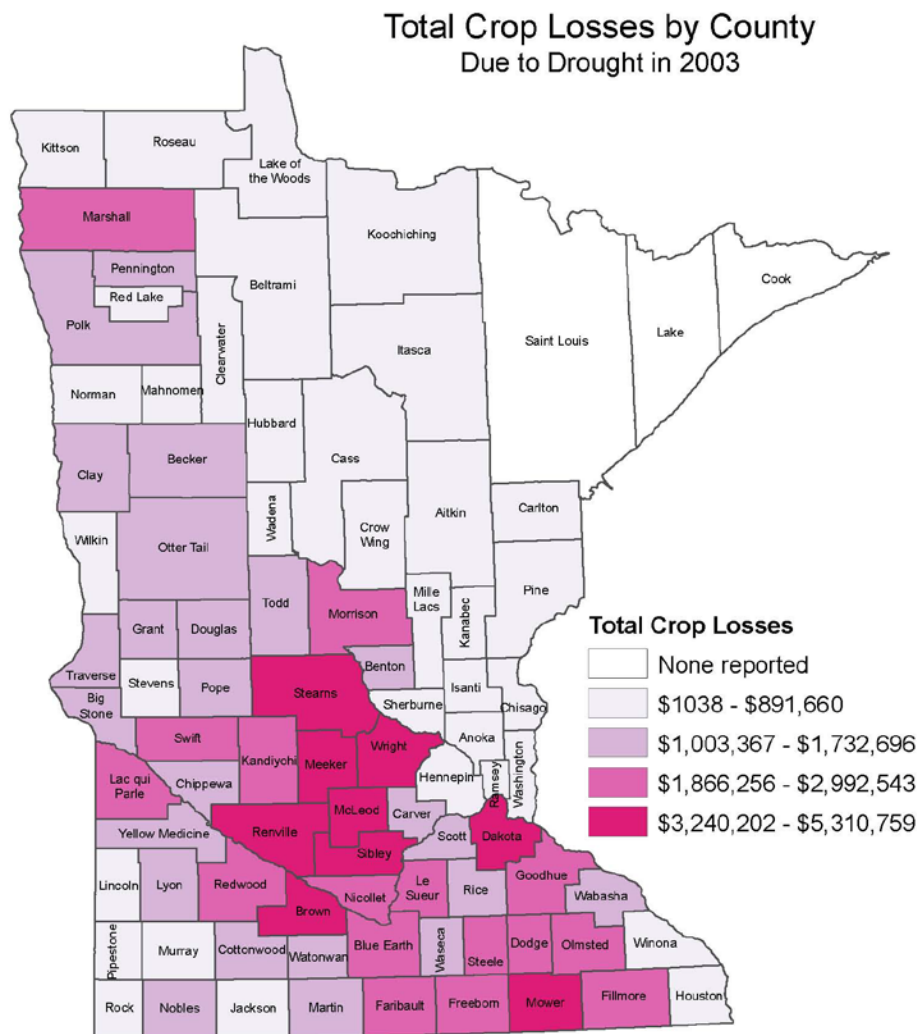 Total Crop Losses by County
Due to Drought in 2003
Kittson
Roseau
Lake of
the Woods
Marshall
Koochiching
Pennington
Beltrami
Red Lake
Polk
Clearwater
Itasca
Saint Louis
Lake
Cook
Norman
Mahnomen
Hubbard
Cass
Clay
Becker
Wadena
Crow
Wing
Aitkin
Carlton
Wilkin
Otter Tail
Todd
Morrison
Mille
Lacs
Kanabec
Pine
Grant
Douglas
Traverse
Stevens
Pope
Stearns
Benton
Big
Stone
Sherburne
Isanti
Chisago
Swift
Kandiyohi
Meeker
Wright
Anoka
Hennepin
Ramsey
Washington
Lac qui
Parle
Chippewa
McLeod
Carver
Yellow Medicine
Renville
Sibley
Scott
Dakota
Lincoln
Lyon
Redwood
Nicollet
Le
Sueur
Rice
Goodhue
Wabasha
Brown
Pipestone
Murray
Cottonwood
Watonwan
Blue Earth
Waseca
Steele
Dodge
Olmsted
Winona
Rock
Nobles
Jackson
Martin
Faribault
Freeborn
Mower
Fillmore
Houston
Total Crop Losses
None reported
$1038 - $891,660
$1,003,367 - $1,732,696
$1,866,256 - $2,992,543
$3,240,202 - $5,310,759